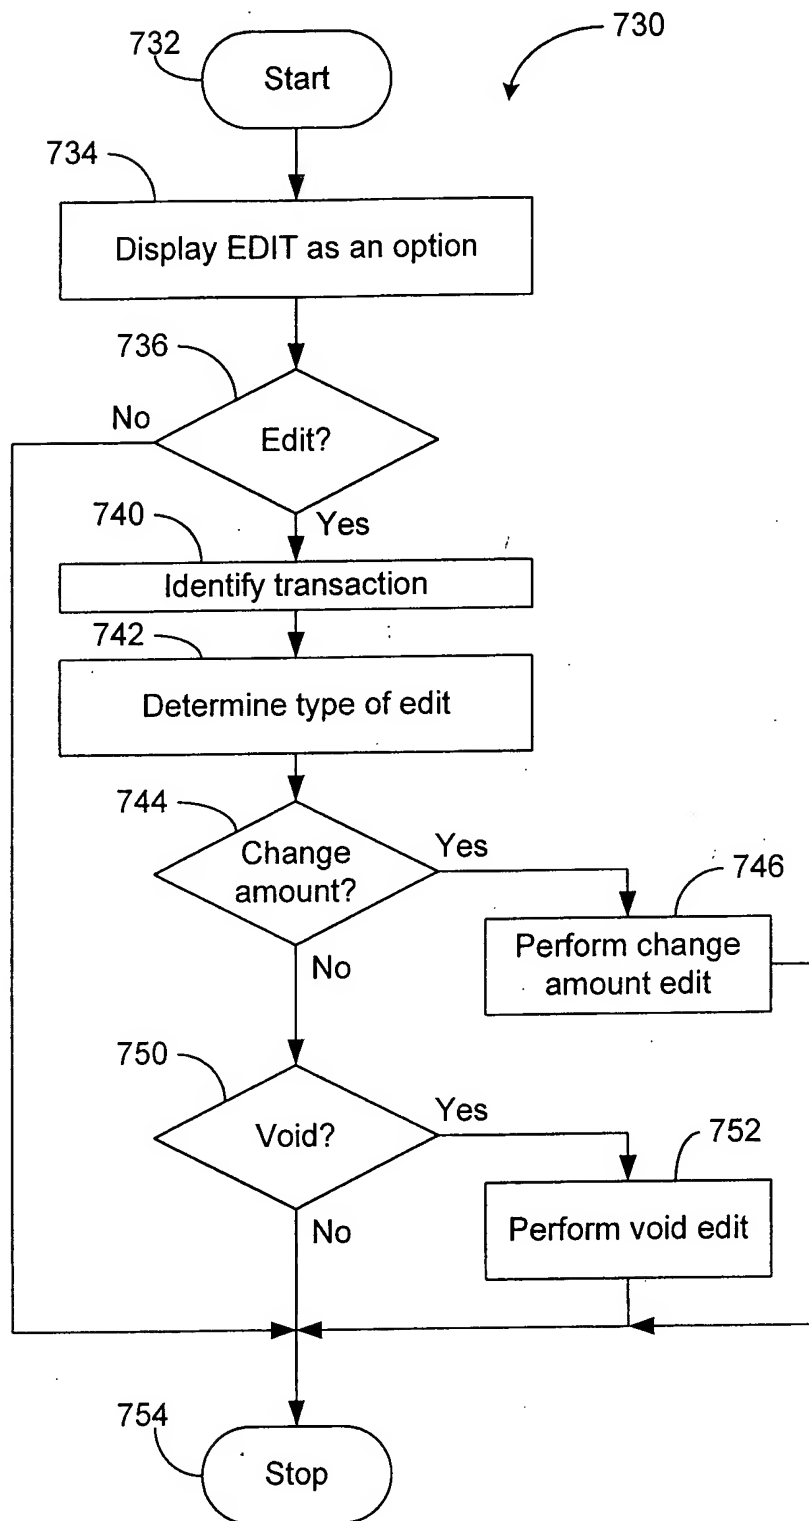 730
732
Start
734
Display EDIT as an option
736
No
Edit?
Yes
740
Identify transaction
742
Determine type of edit
744
Change
amount?
Yes
746
Perform change
amount edit
No
750
Void?
Yes
752
Perform void edit
No
754
Stop